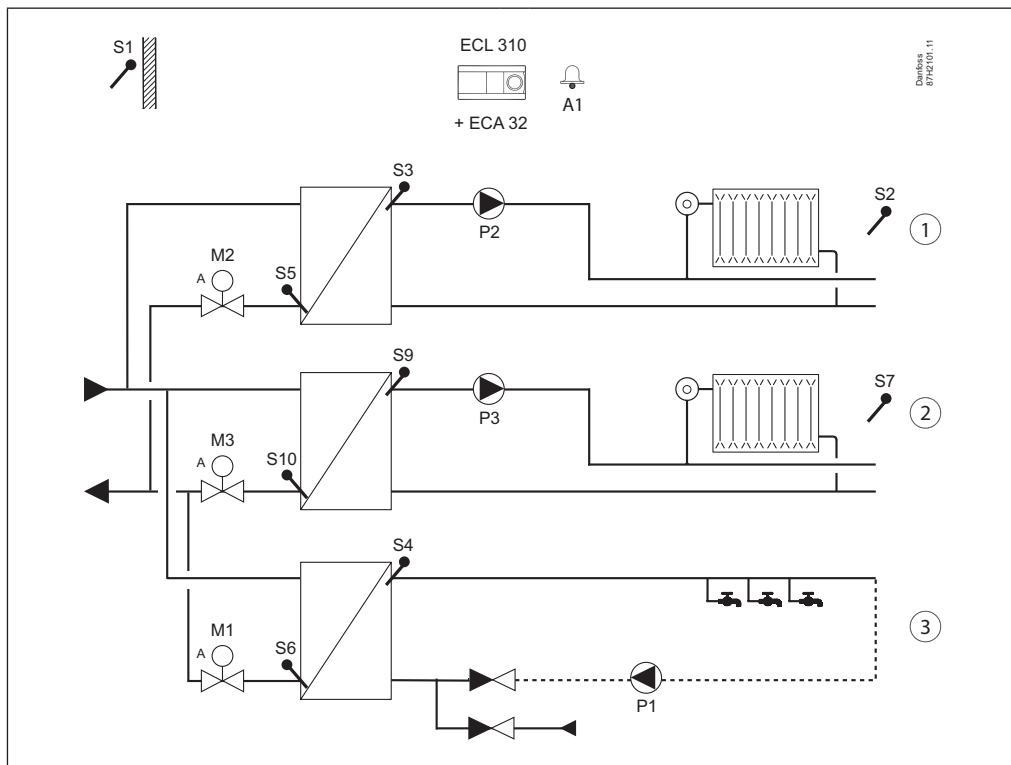 S1
ECL 310
+ ECA 32
A1
Danfoss
87H2101.11
S3
P2
S2
1
M2
A
S5
S9
P3
S7
2
M3
A
S10
S4
3
M1
A
S6
P1